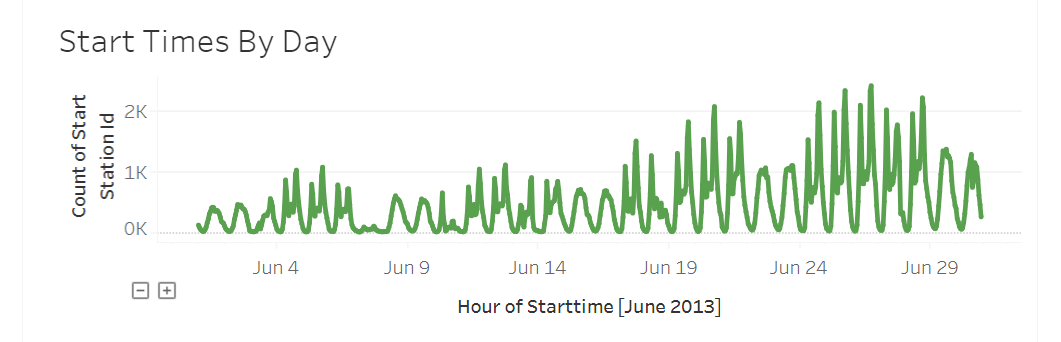 Start Times By Day
Count of Start
Station Id
2K
1K
0K
Jun 4 Jun 9 Jun 14 Jun 19 Jun 24 Jun 29
Hour of Starttime [June 2013]